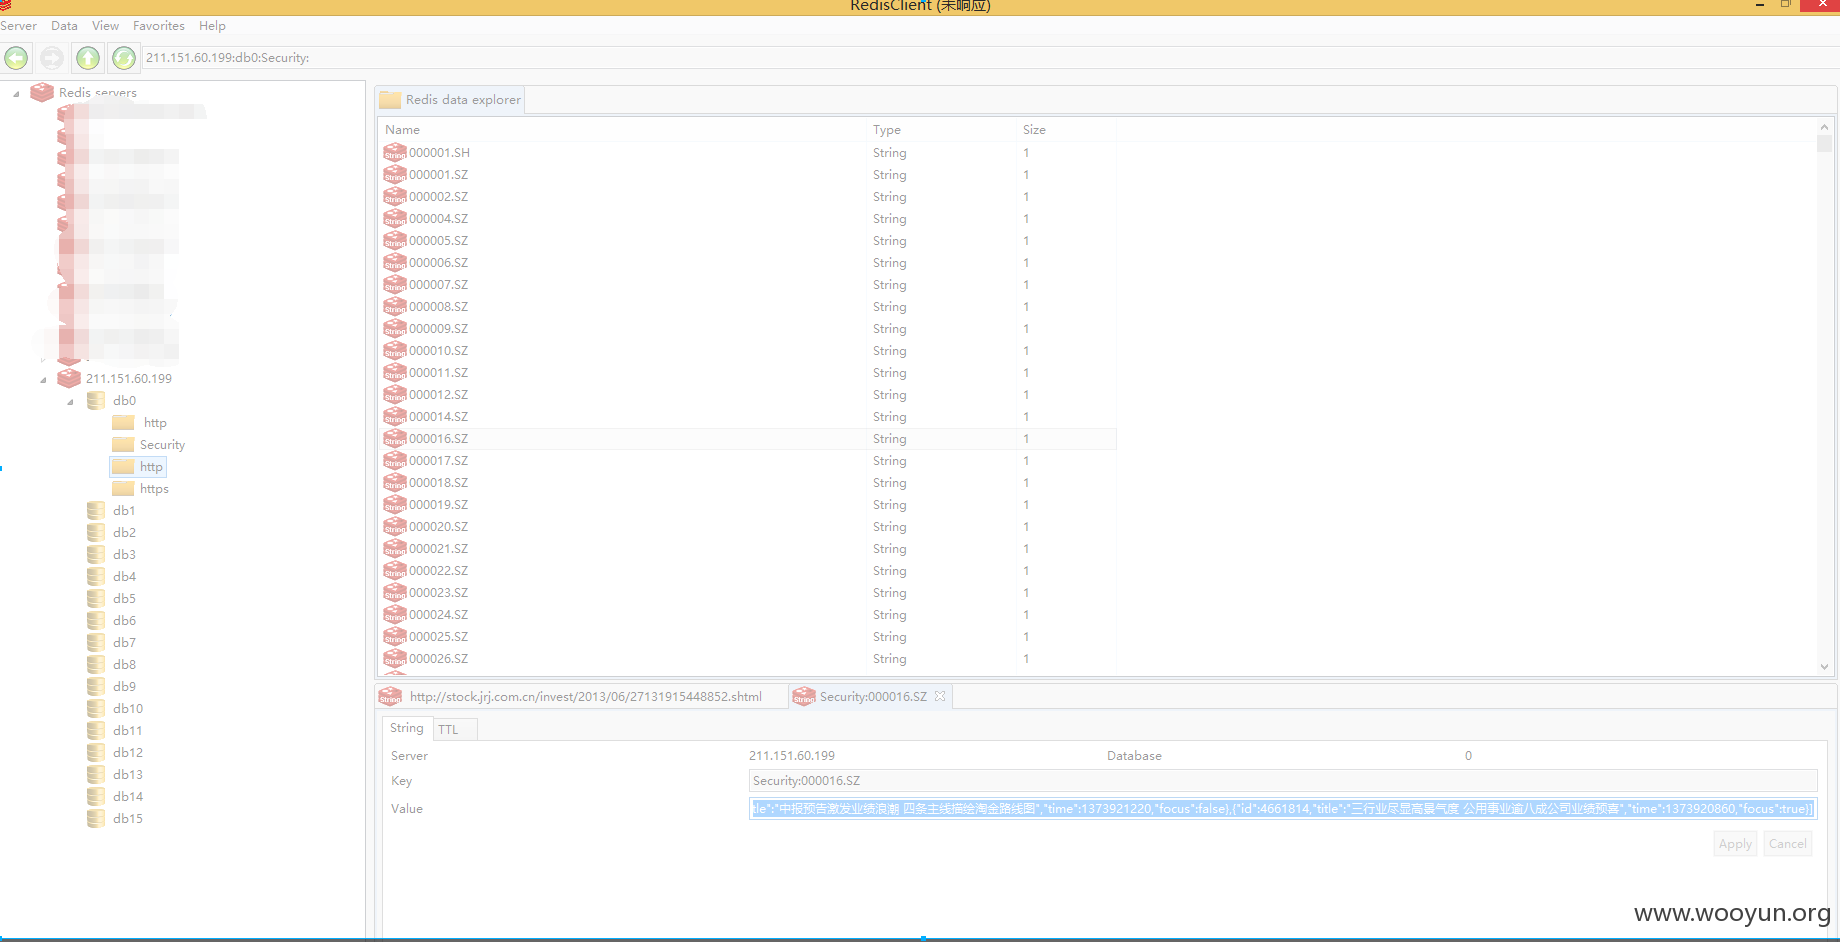 RedisClient (未响应)
Server Data View Favorites Help
211.151.60.199:db0:Security:
Redis servers
211.151.60.199
db0
http
Security
http
https
db1
db2
db3
db4
db5
db6
db7
db8
db9
db10
db11
db12
db13
db14
db15
Redis data explorer
Name Type Size
000001.SH String 1
000001.SZ String 1
000002.SZ String 1
000004.SZ String 1
000005.SZ String 1
000006.SZ String 1
000007.SZ String 1
000008.SZ String 1
000009.SZ String 1
000010.SZ String 1
000011.SZ String 1
000012.SZ String 1
000014.SZ String 1
000016.SZ String 1
000017.SZ String 1
000018.SZ String 1
000019.SZ String 1
000020.SZ String 1
000021.SZ String 1
000022.SZ String 1
000023.SZ String 1
000024.SZ String 1
000025.SZ String 1
000026.SZ String 1
http://stock.jrj.com.cn/invest/2013/06/27131915448852.shtml Security:000016.SZ
String TTL
Server 211.151.60.199 Database 0
Key Security:000016.SZ
Value tle":"中报预告激发业绩浪潮 四条主线描绘淘金路线图","time":1373921220,"focus":false},{"id":4661814,"title":"三行业尽显高景气度 公用事业逾八成公司业绩预喜","time":1373920860,"focus":true}]
Apply Cancel
www.wooyun.org